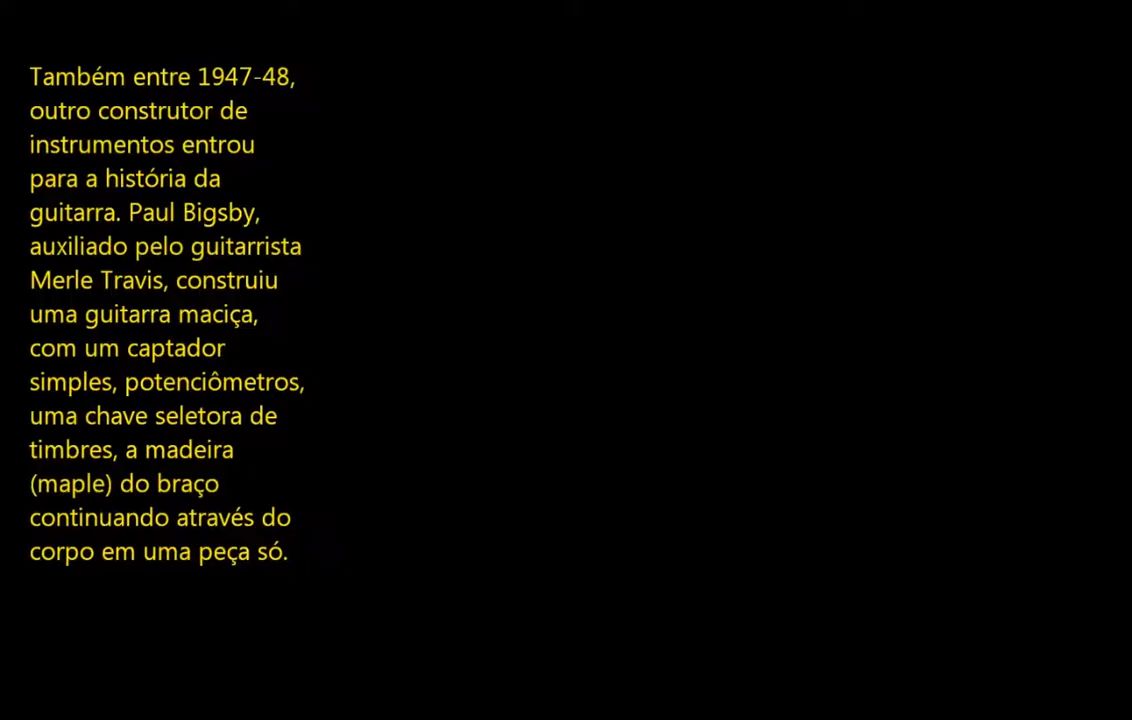 Também entre 1947-48,
outro construtor de
instrumentos entrou
para a história da
guitarra. Paul Bigsby,
auxiliado pelo guitarrista
Merle Travis, construiu
uma guitarra maciça,
com um captador
simples, potenciômetros,
uma chave seletora de
timbres, a madeira
(maple) do braço
continuando através do
corpo em uma peça só.